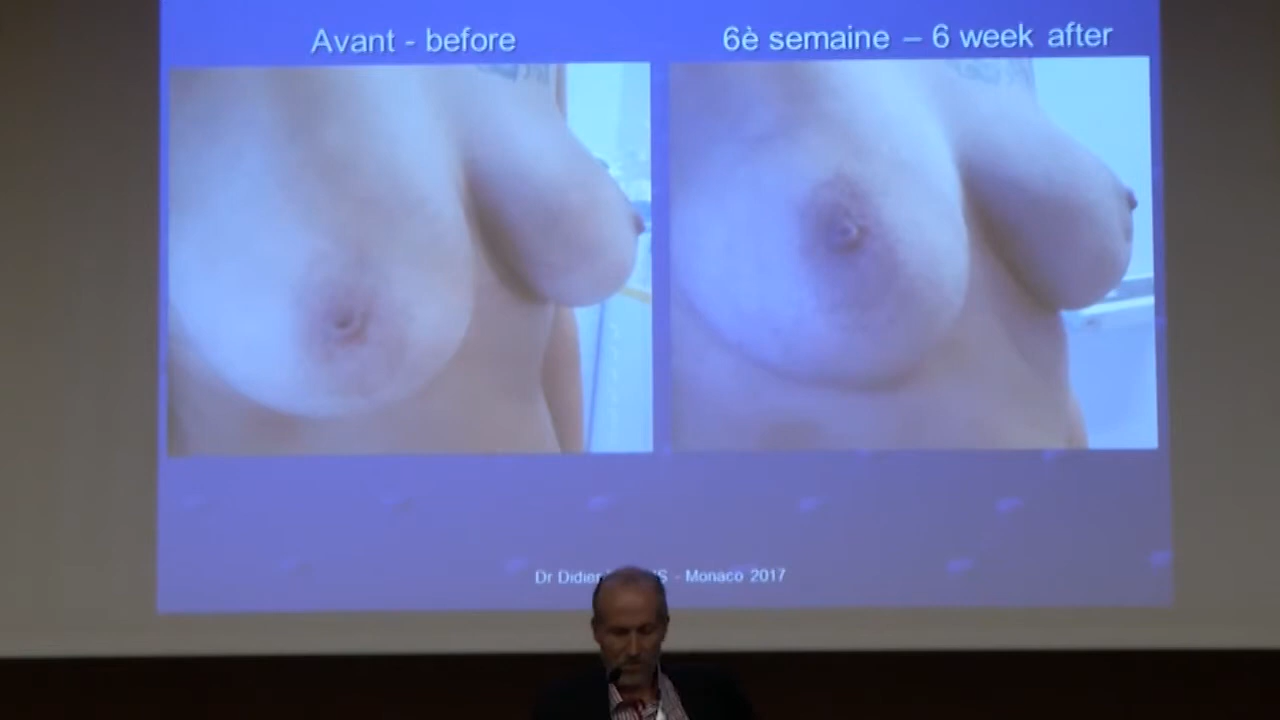 Avant - before
6è semaine – 6 week after
Dr Didier - Monaco 2017